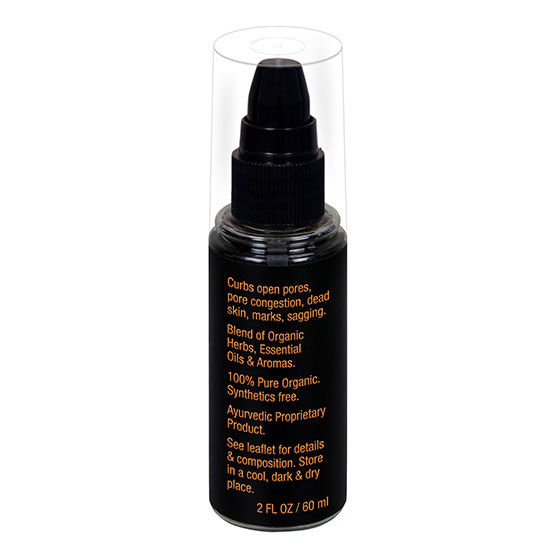 Curbs open pores,
pore congestion, dead
skin, marks, sagging.
Blend of Organic
Herbs, Essential
Oils & Aromas.
100% Pure Organic.
Synthetics free.
Ayurvedic Proprietary
Product.
See leaflet for details
& composition. Store
in a cool, dark & dry
place.
2 FL OZ / 60 ml